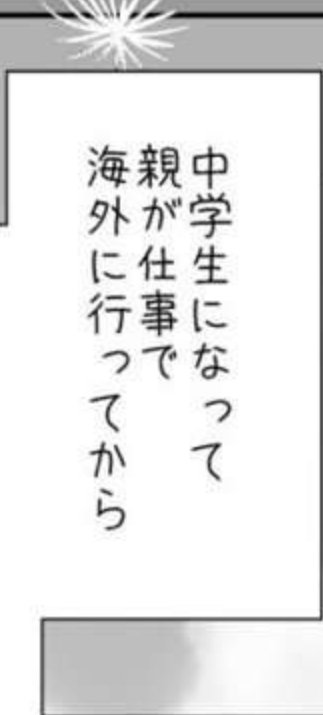 中学生になって
親が仕事で
海外に行ってから